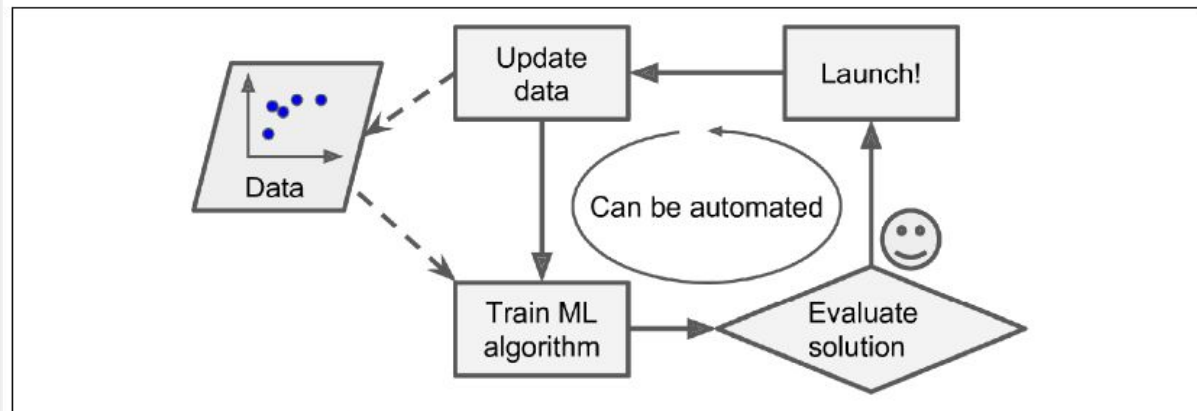 Update
data
Launch!
Data
Can be automated
Train ML
algorithm
Evaluate
solution